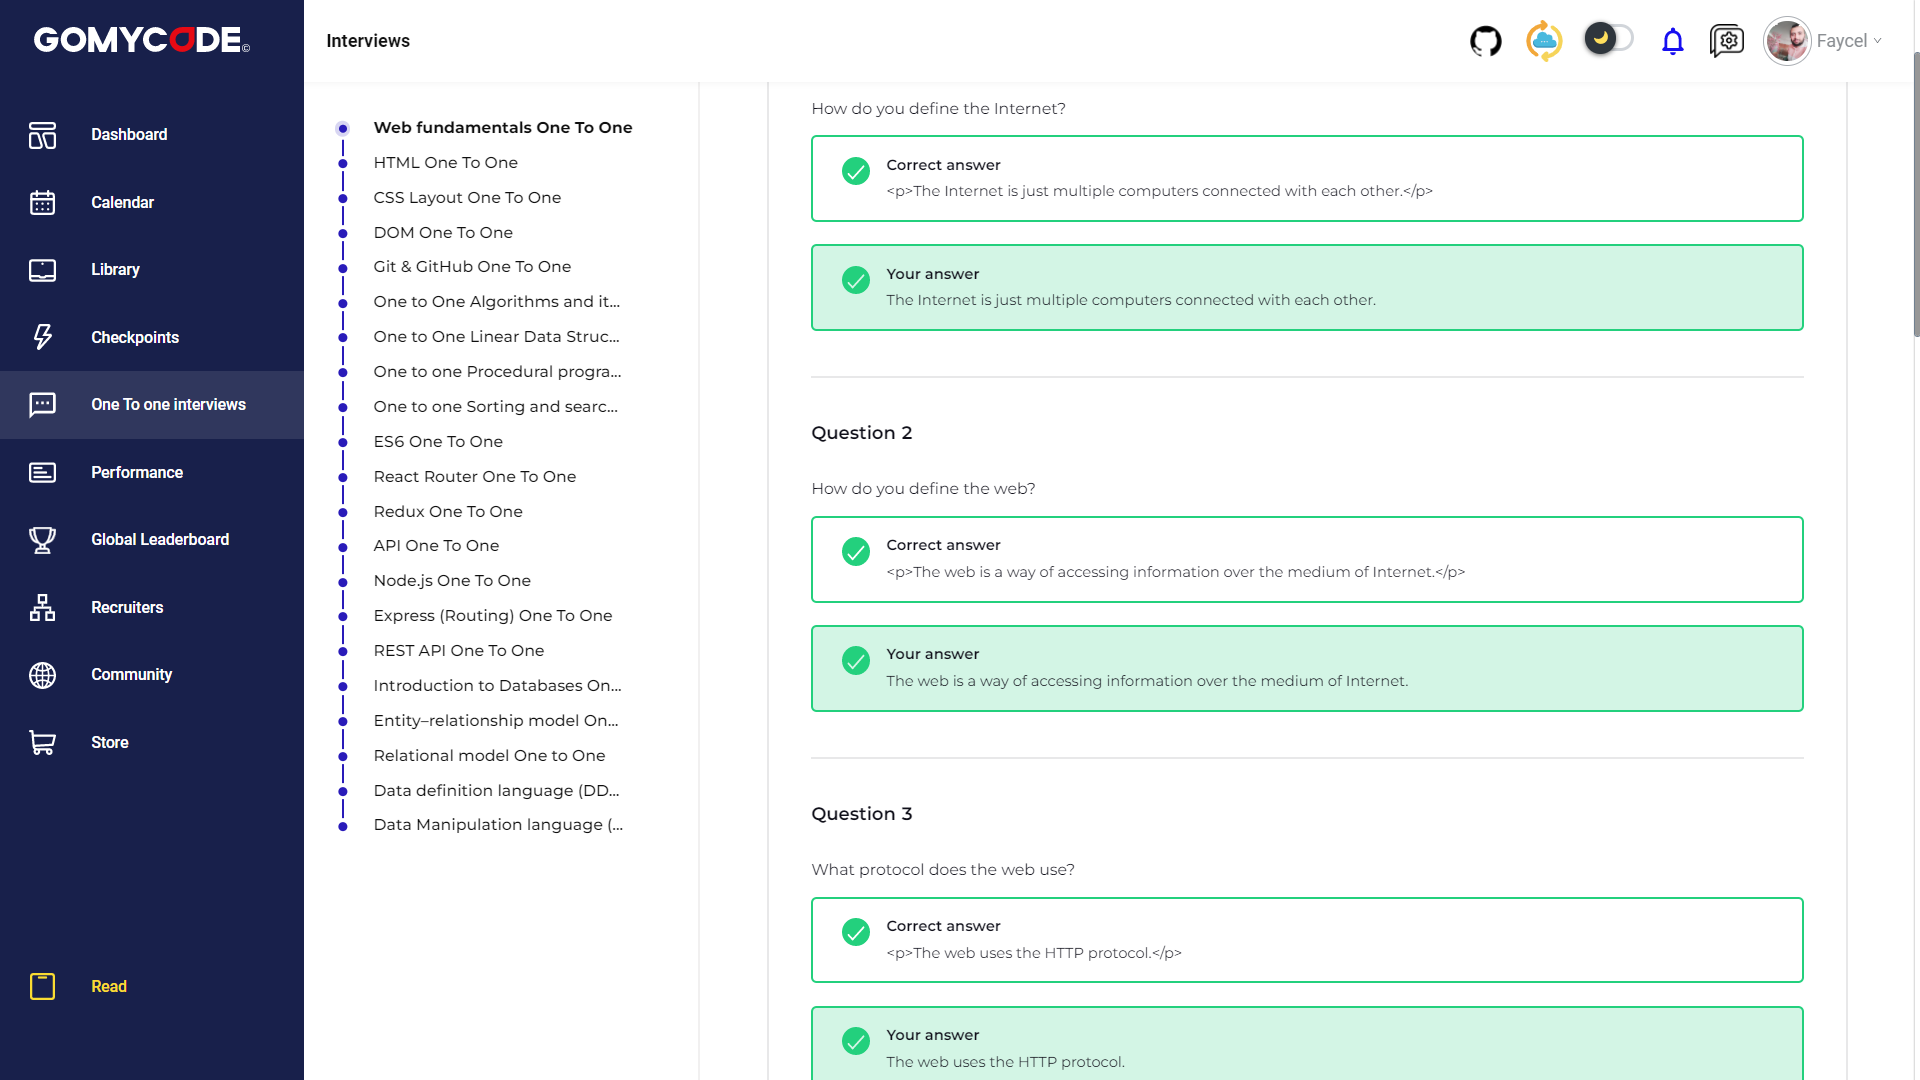 GOMYCODE©
Dashboard
Calendar
Library
Checkpoints
One To one interviews
Performance
Global Leaderboard
Recruiters
Community
Store
Read
Interviews
Faycel
Web fundamentals One To One
HTML One To One
CSS Layout One To One
DOM One To One
Git & GitHub One To One
One to One Algorithms and it...
One to One Linear Data Struc...
One to one Procedural progra...
One to one Sorting and searc...
ES6 One To One
React Router One To One
Redux One To One
API One To One
Node.js One To One
Express (Routing) One To One
REST API One To One
Introduction to Databases On...
Entity–relationship model On...
Relational model One to One
Data definition language (DD...
Data Manipulation language (...
How do you define the Internet?
Correct answer
<p>The Internet is just multiple computers connected with each other.</p>
Your answer
The Internet is just multiple computers connected with each other.
Question 2
How do you define the web?
Correct answer
<p>The web is a way of accessing information over the medium of Internet.</p>
Your answer
The web is a way of accessing information over the medium of Internet.
Question 3
What protocol does the web use?
Correct answer
<p>The web uses the HTTP protocol.</p>
Your answer
The web uses the HTTP protocol.